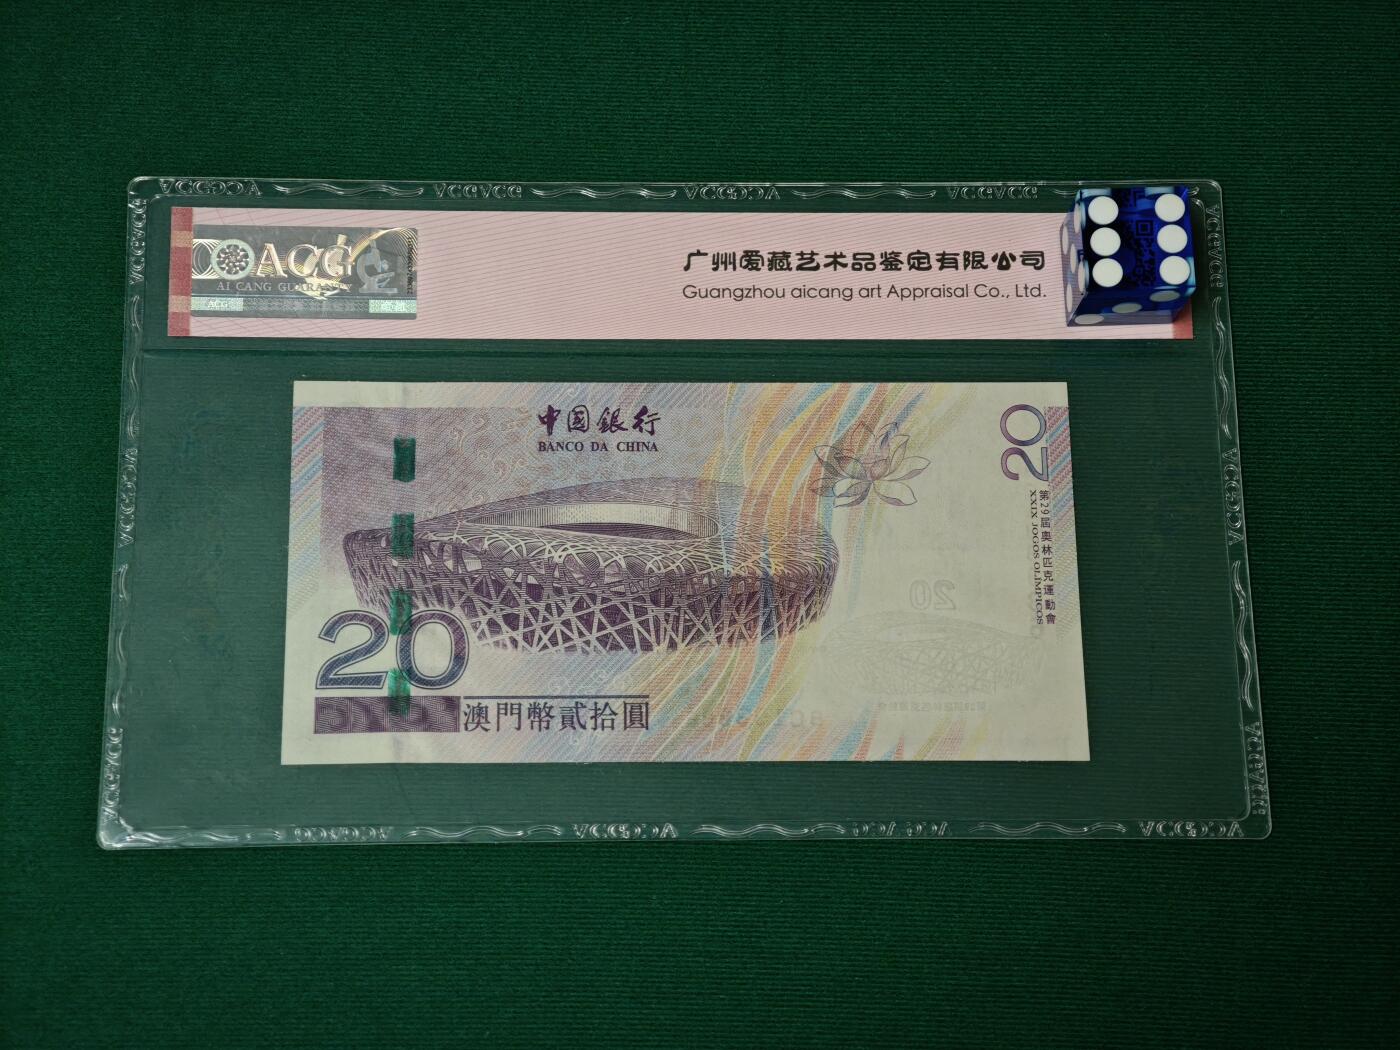 ACG
AI CANG GUARANTY
ACG
广州爱藏艺术品鉴定有限公司
Guangzhou aicang art Appraisal Co., Ltd.
中国銀行
BANCO DA CHINA
20
第29屆奧林匹克運動會
XXIX JOGOS OLÍMPICOS
20
20
澳門幣貳拾圓